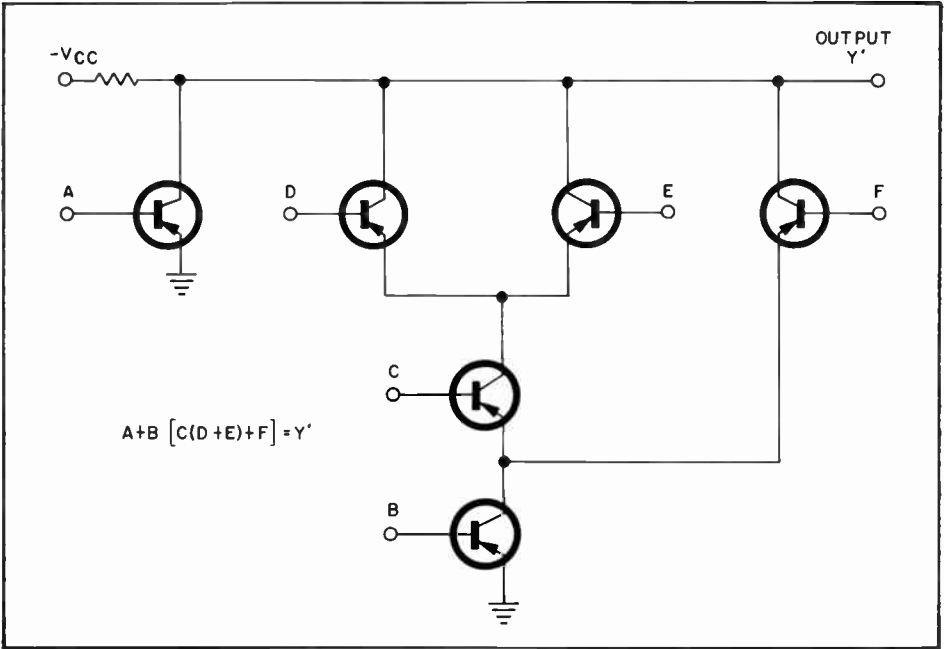 -VCC
OUTPUT
Y'
A
D
E
F
C
A+B [C(D+E)+F] = Y'
B